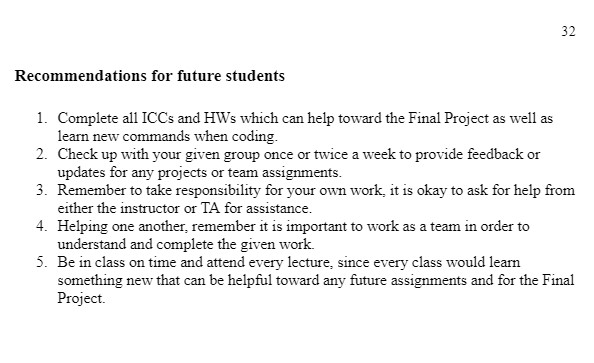 32
Recommendations for future students
1. Complete all ICCs and HWs which can help toward the Final Project as well as
learn new commands when coding.
2. Check up with your given group once or twice a week to provide feedback or
updates for any projects or team assignments.
3. Remember to take responsibility for your own work, it is okay to ask for help from
either the instructor or TA for assistance.
4. Helping one another, remember it is important to work as a team in order to
understand and complete the given work.
5. Be in class on time and attend every lecture, since every class would learn
something new that can be helpful toward any future assignments and for the Final
Project.